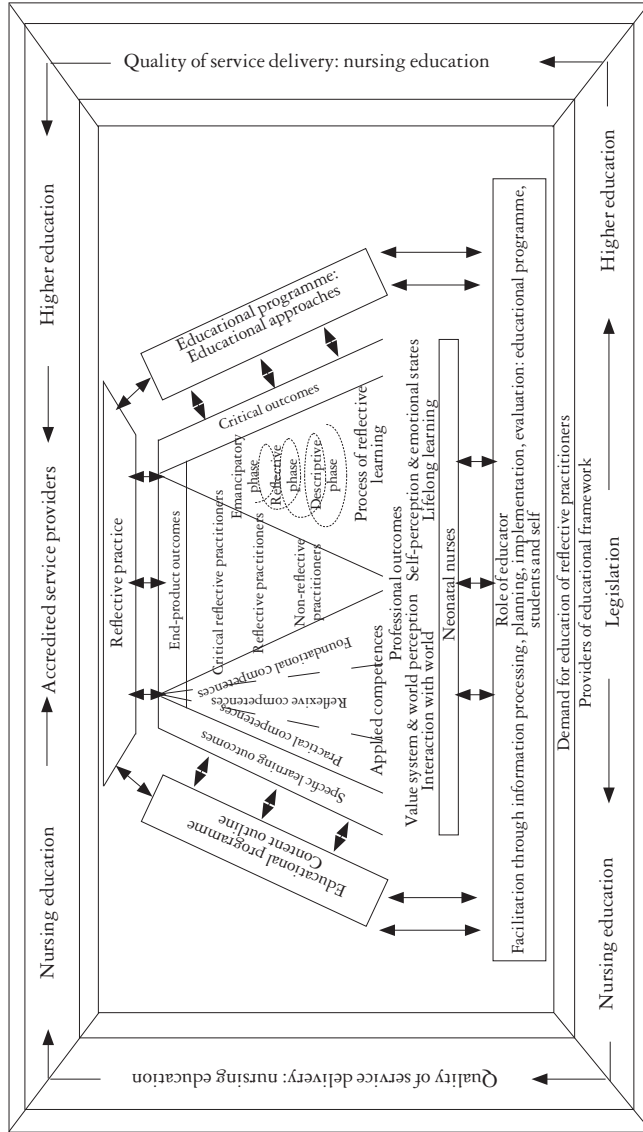 Nursing education
Accredited service providers
Higher education
Quality of service delivery: nursing education
Quality of service delivery: nursing education
Reflective practice
End-product outcomes
Critical reflective practitioners
Reflective practitioners
Non-reflective
practitioners
Educational programme
Content outline
Specific learning outcomes
Practical competences
Reflexive competences
Foundational competences
Applied competences
Educational programme:
Educational approaches
Critical outcomes
Emancipatory
phase
Reflective
phase
Descriptive
phase
Process of reflective
learning
Professional outcomes
Value system & world perception
Self-perception & emotional states
Interaction with world
Lifelong learning
Neonatal nurses
Role of educator
Facilitation through information processing, planning, implementation, evaluation: educational programme,
students and self
Demand for education of reflective practitioners
Providers of educational framework
Nursing education
Legislation
Higher education